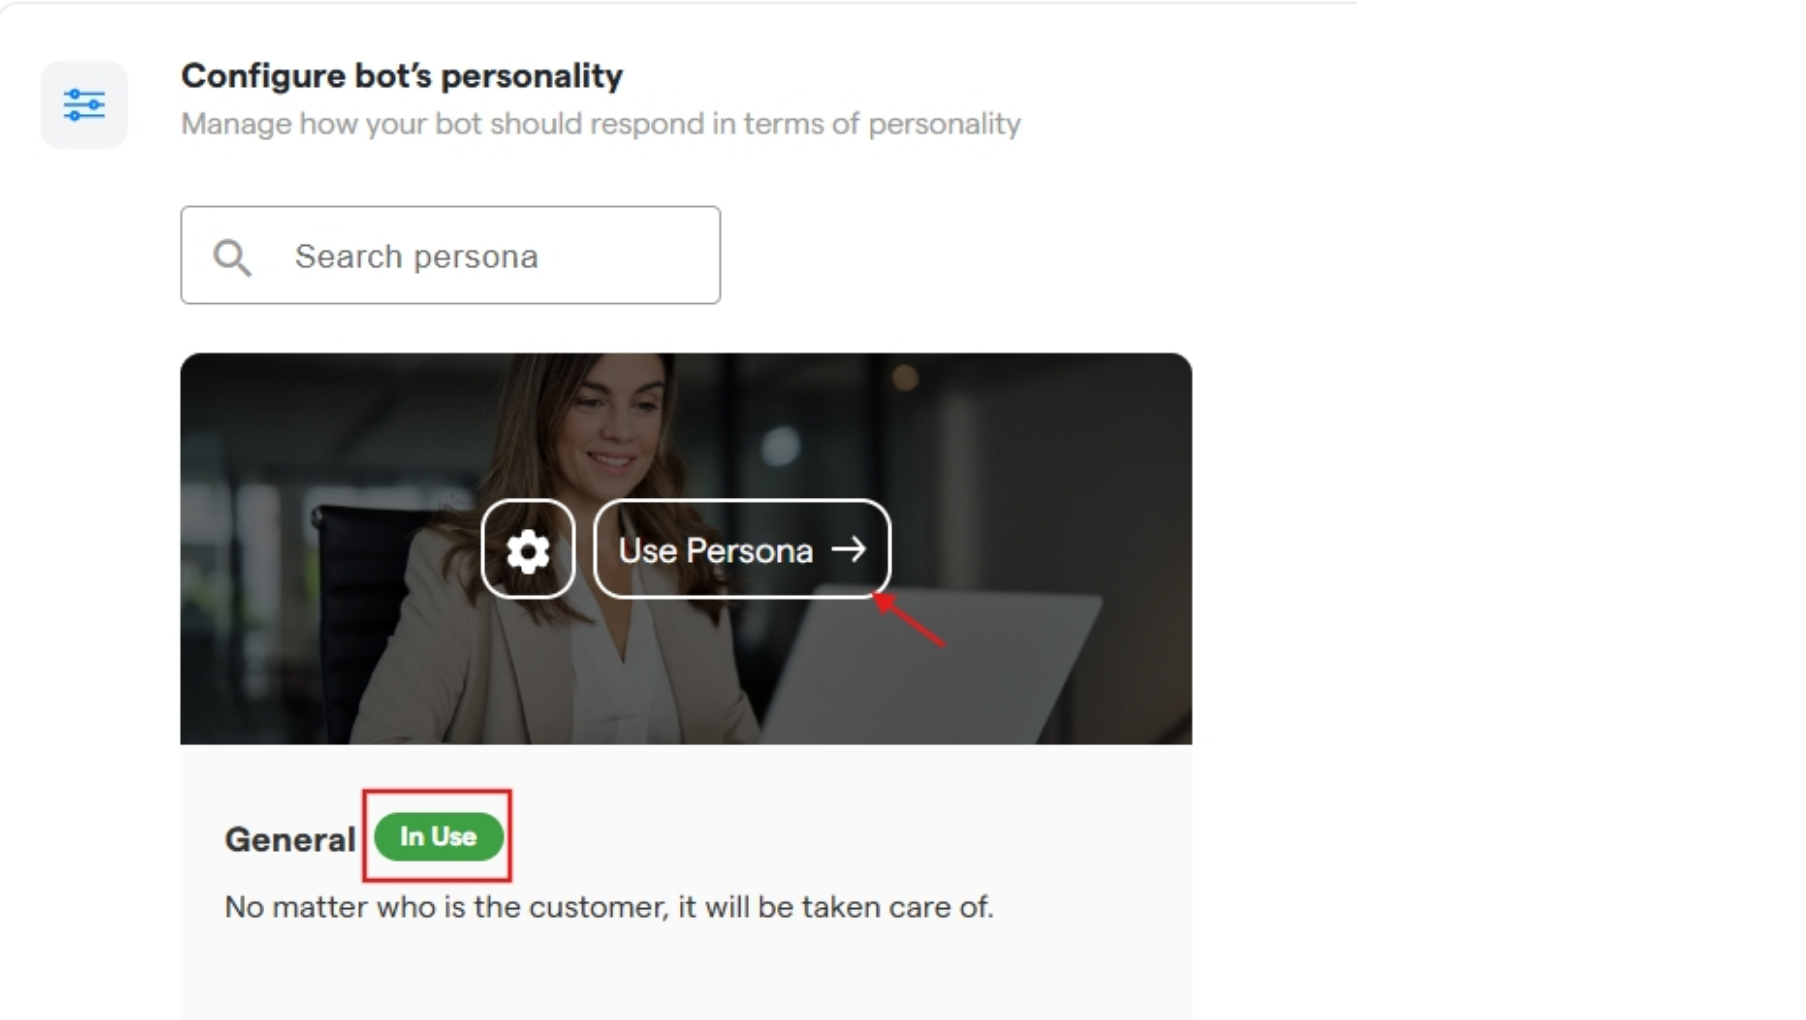 Configure bot’s personality
Manage how your bot should respond in terms of personality
Search persona
Use Persona →
General In Use
No matter who is the customer, it will be taken care of.